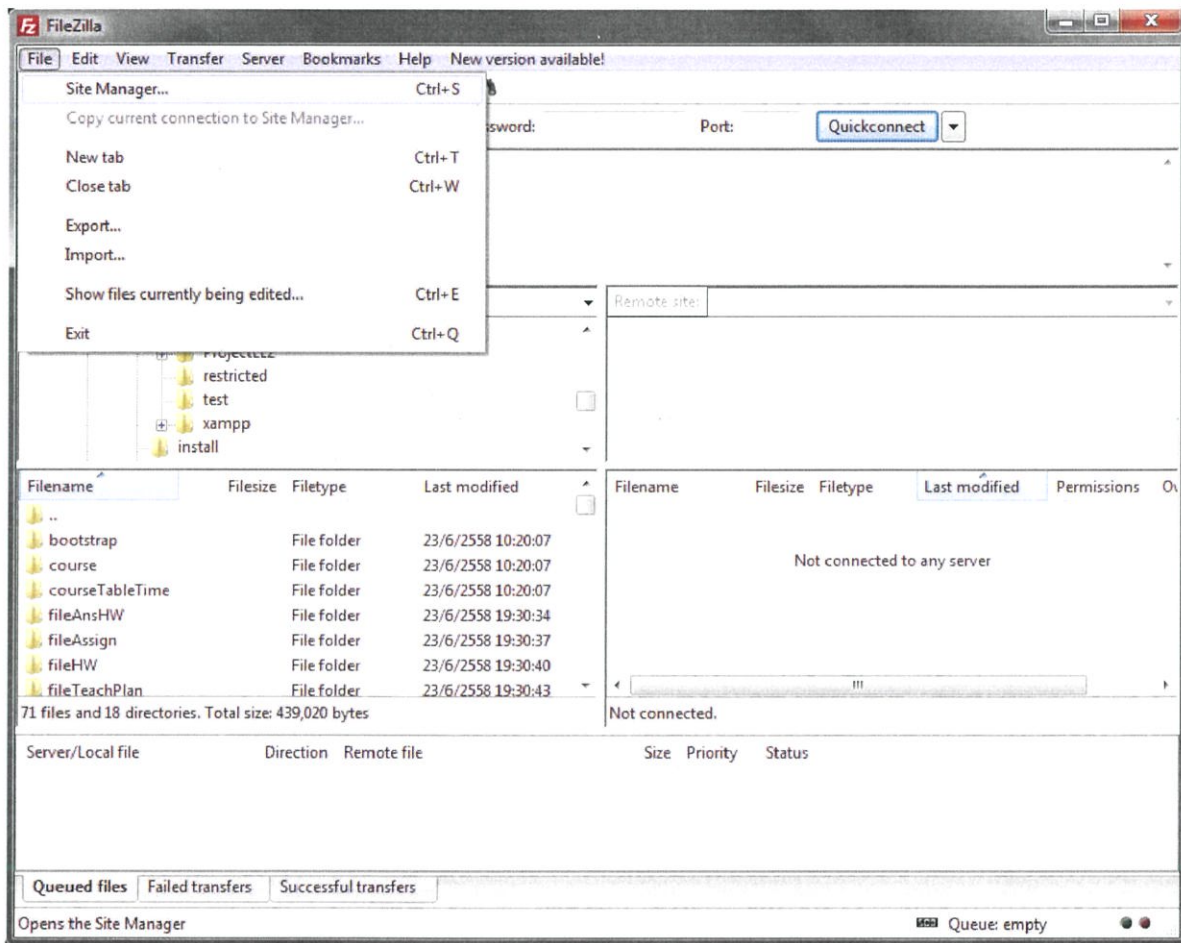 FileZilla
File Edit View Transfer Server Bookmarks Help New version available!
Site Manager... Ctrl+S
Copy current connection to Site Manager...
sword: Port: Quickconnect
New tab Ctrl+T
Close tab Ctrl+W
Export...
Import...
Show files currently being edited... Ctrl+E
Exit Ctrl+Q
Remote site:
restricted
test
xampp
install
Filename Filesize Filetype Last modified
..
bootstrap File folder 23/6/2558 10:20:07
course File folder 23/6/2558 10:20:07
courseTableTime File folder 23/6/2558 10:20:07
fileAnsHW File folder 23/6/2558 19:30:34
fileAssign File folder 23/6/2558 19:30:37
fileHW File folder 23/6/2558 19:30:40
fileTeachPlan File folder 23/6/2558 19:30:43
71 files and 18 directories. Total size: 439,020 bytes
Filename Filesize Filetype Last modified Permissions Ow
Not connected to any server
Not connected.
Server/Local file Direction Remote file Size Priority Status
Queued files Failed transfers Successful transfers
Opens the Site Manager Queue: empty